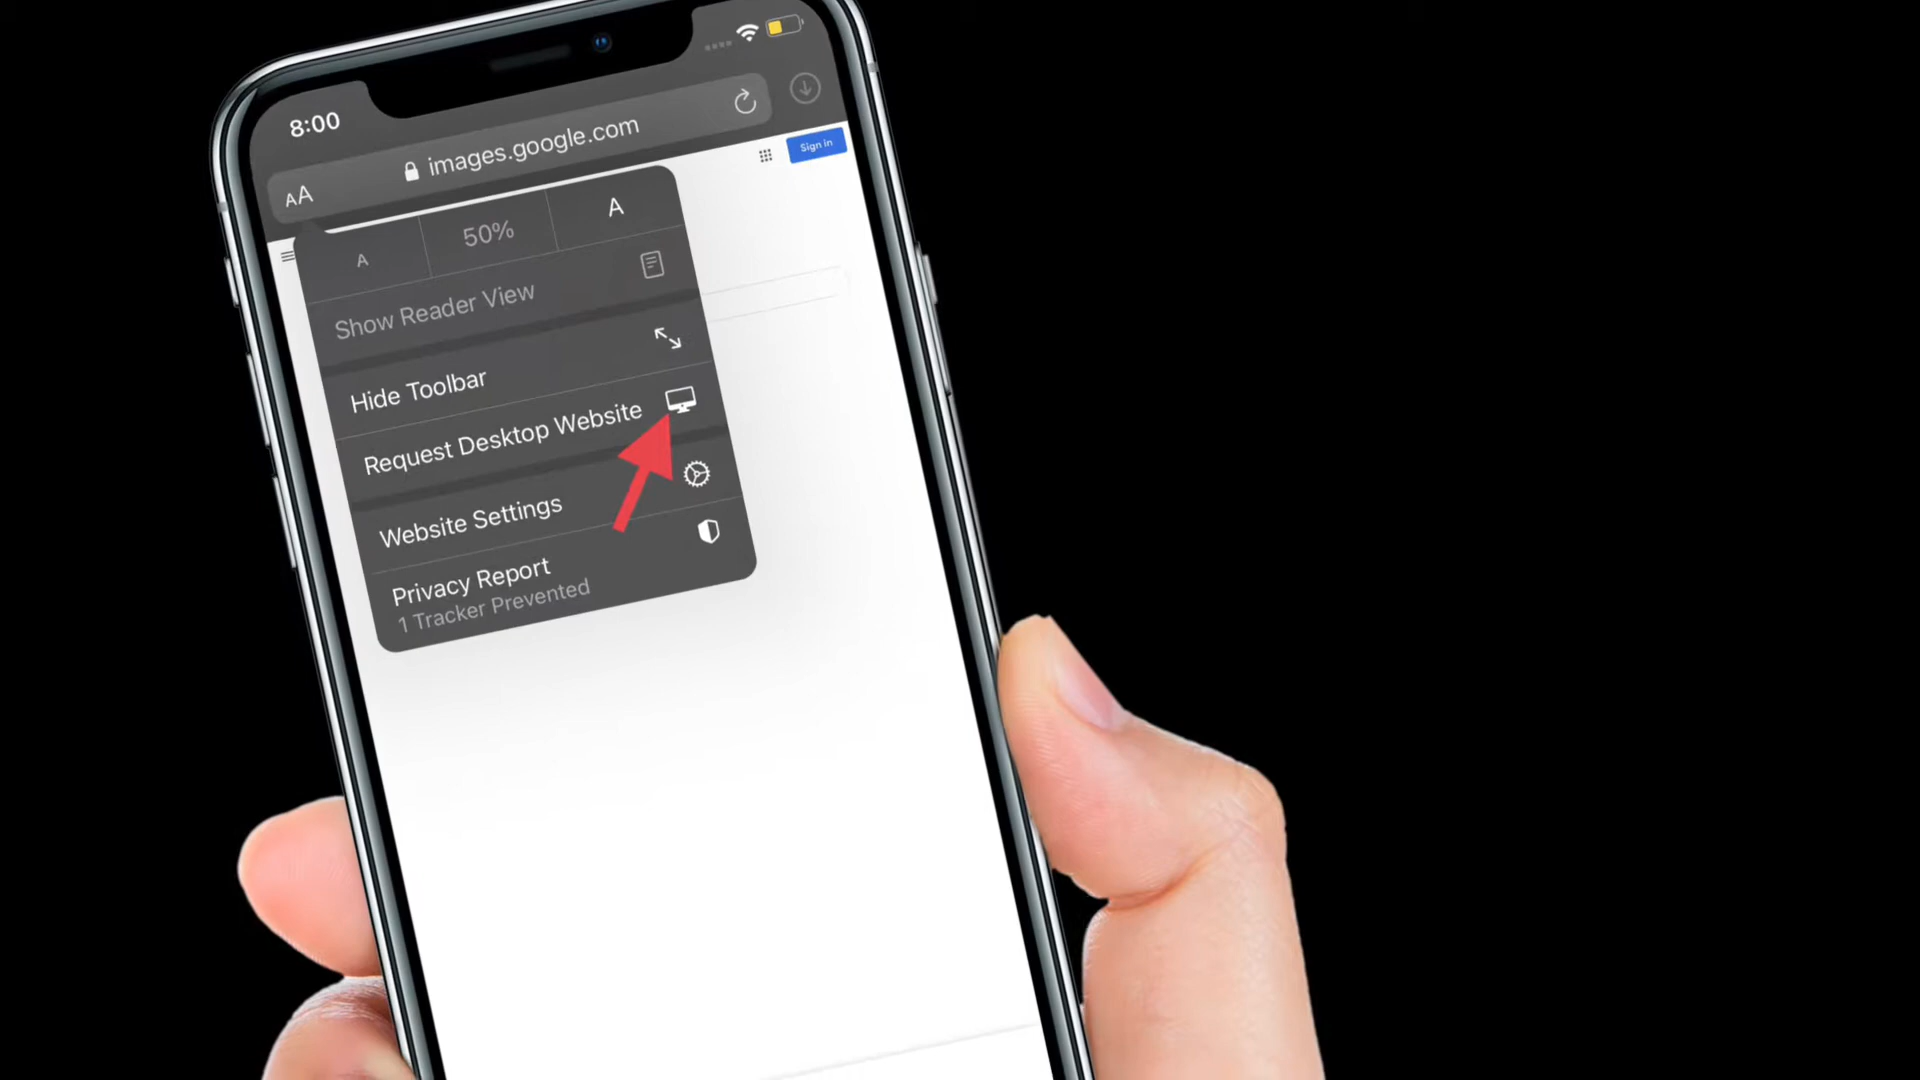 8:00
images.google.com
AA
Sign in
A
50%
A
Show Reader View
Hide Toolbar
Request Desktop Website
Website Settings
Privacy Report
1 Tracker Prevented